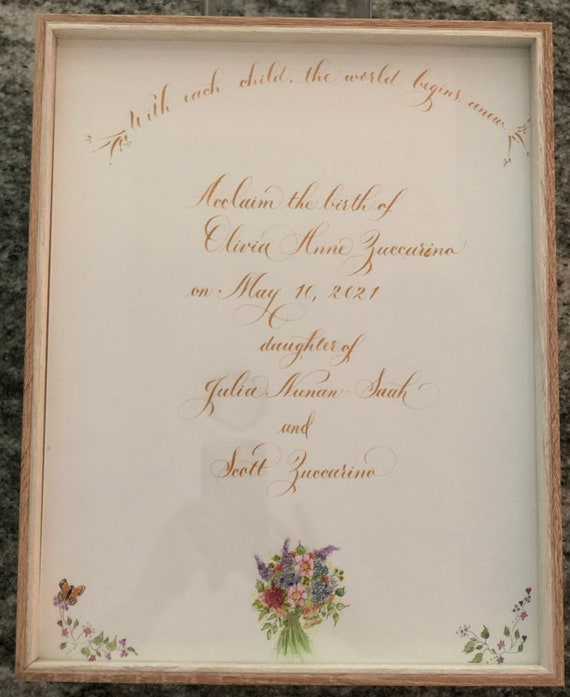 With each child, the world begins anew
Acclaim the birth of
Olivia Anne Zuccarino
on May 10, 2021
daughter of
Julia Nunan-Saah
and
Scott Zuccarino